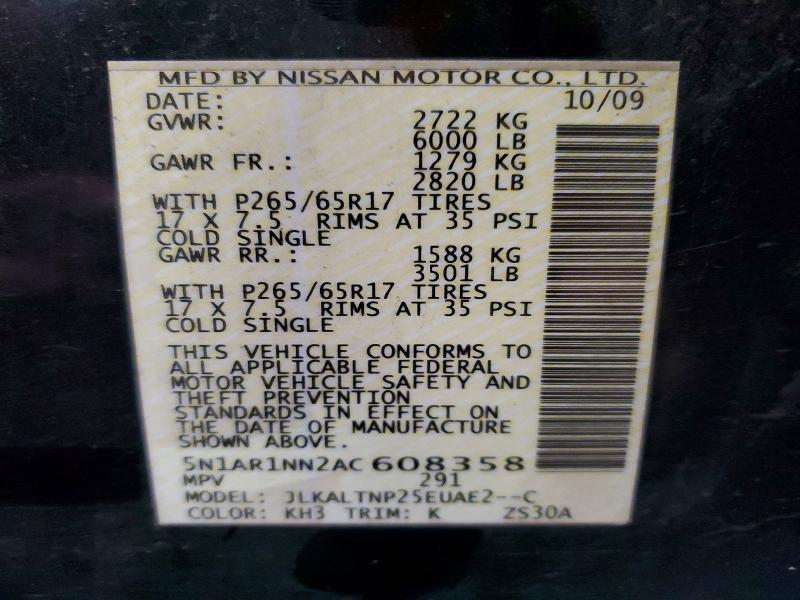 MFD BY NISSAN MOTOR CO., LTD.
DATE: 10/09
GVWR: 2722 KG
6000 LB
GAWR FR.: 1279 KG
2820 LB
WITH P265/65R17 TIRES
17 X 7.5 RIMS AT 35 PSI
COLD SINGLE
GAWR RR.: 1588 KG
3501 LB
WITH P265/65R17 TIRES
17 X 7.5 RIMS AT 35 PSI
COLD SINGLE
THIS VEHICLE CONFORMS TO
ALL APPLICABLE FEDERAL
MOTOR VEHICLE SAFETY AND
THEFT PREVENTION
STANDARDS IN EFFECT ON
THE DATE OF MANUFACTURE
SHOWN ABOVE.
5N1AR1NN2AC608358
MPV 291
MODEL: JLKALTNP25EUAE2--C
COLOR: KH3 TRIM: K ZS30A